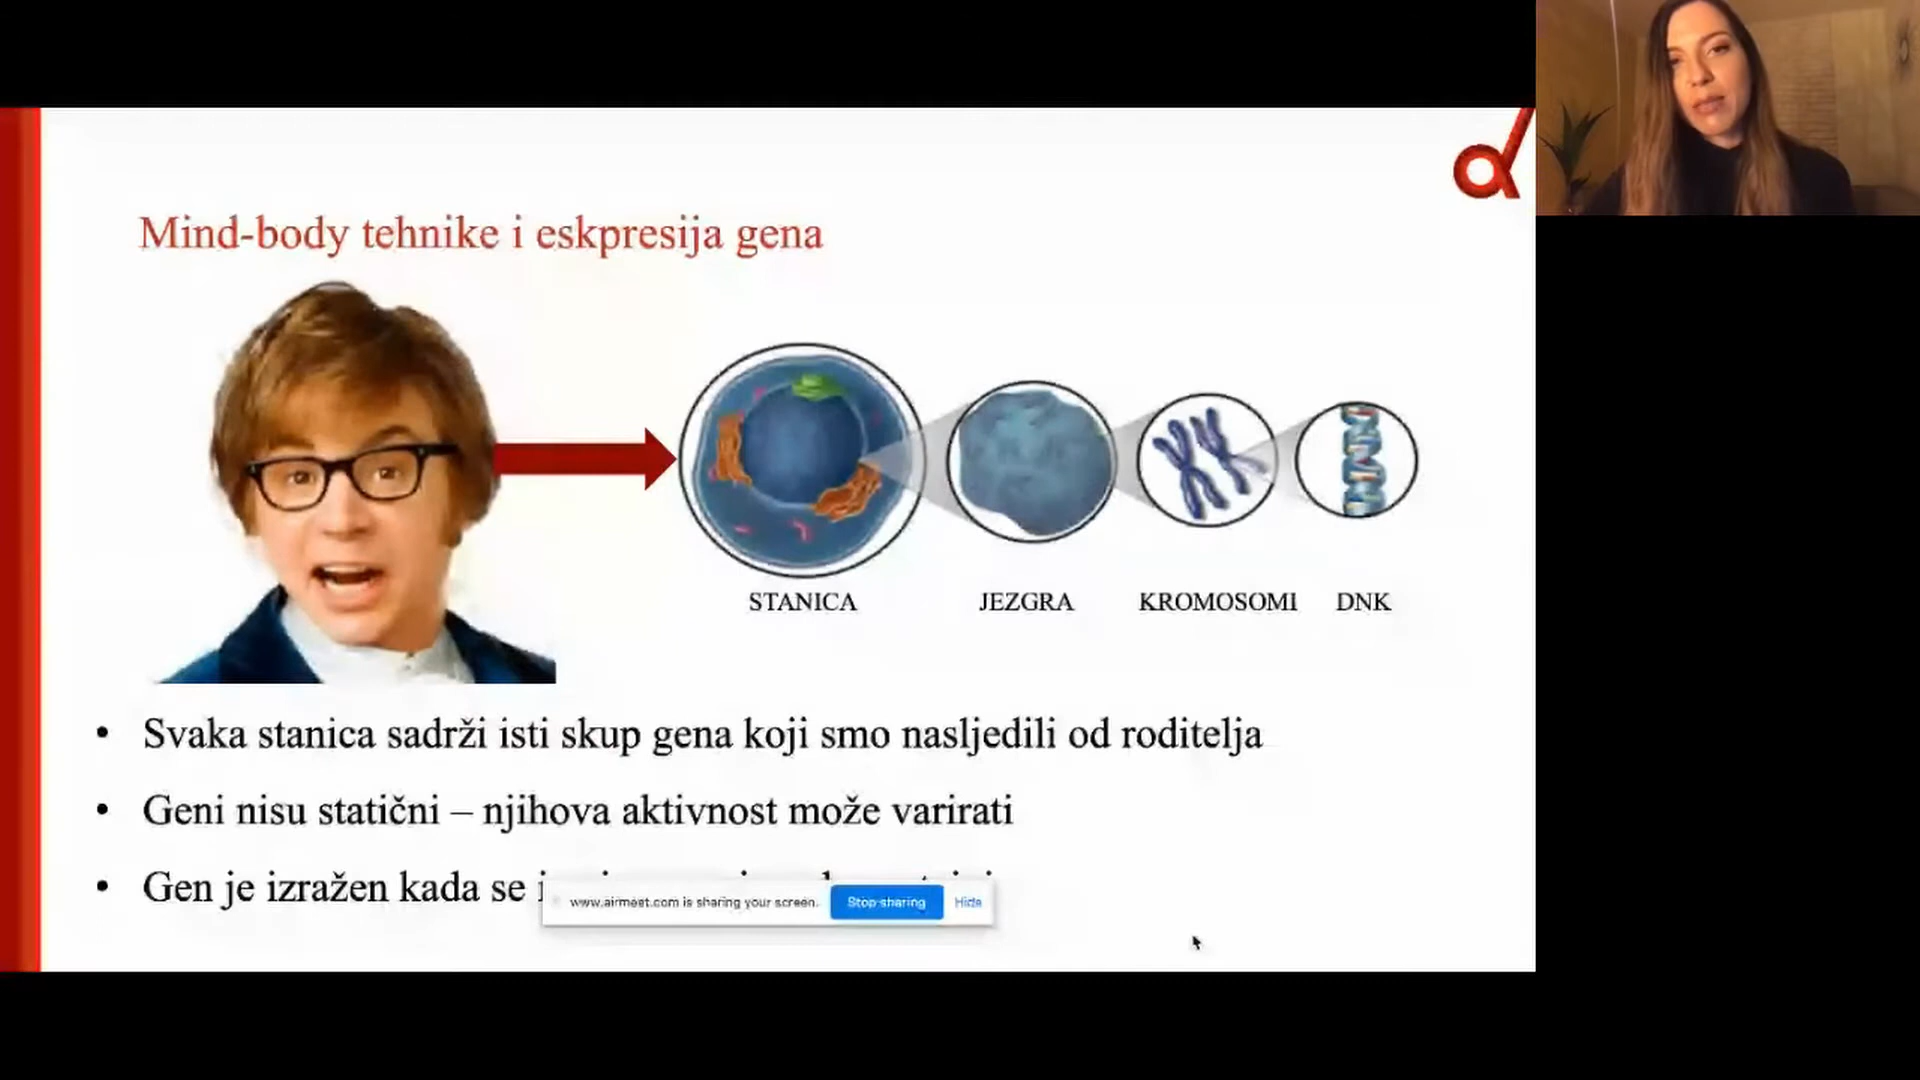 Mind-body tehnike i eskpresija gena
STANICA JEZGRA KROMOSOMI DNK
• Svaka stanica sadrži isti skup gena koji smo nasljedili od roditelja
• Geni nisu statični – njihova aktivnost može varirati
• Gen je izražen kada se
www.airmeet.com is sharing your screen. Stop sharing Hide